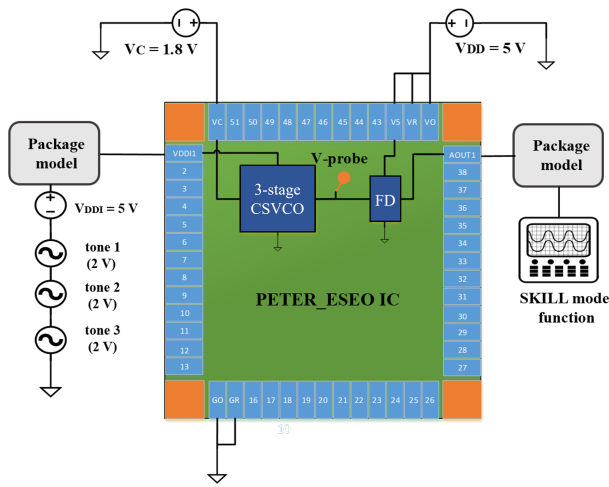 VC = 1.8 V
VDD = 5 V
VC 51 50 49 48 47 46 45 44 43 VS VR VO
Package
model
VDDI1
2
3
4
5
6
7
8
9
10
11
12
13
VDDI = 5 V
tone 1
(2 V)
tone 2
(2 V)
tone 3
(2 V)
3-stage
CSVCO
V-probe
FD
PETER_ESEO IC
AOUT1
38
37
36
35
34
33
32
31
30
29
28
27
Package
model
SKILL mode
function
GO GR 16 17 18 19 20 21 22 23 24 25 26
10